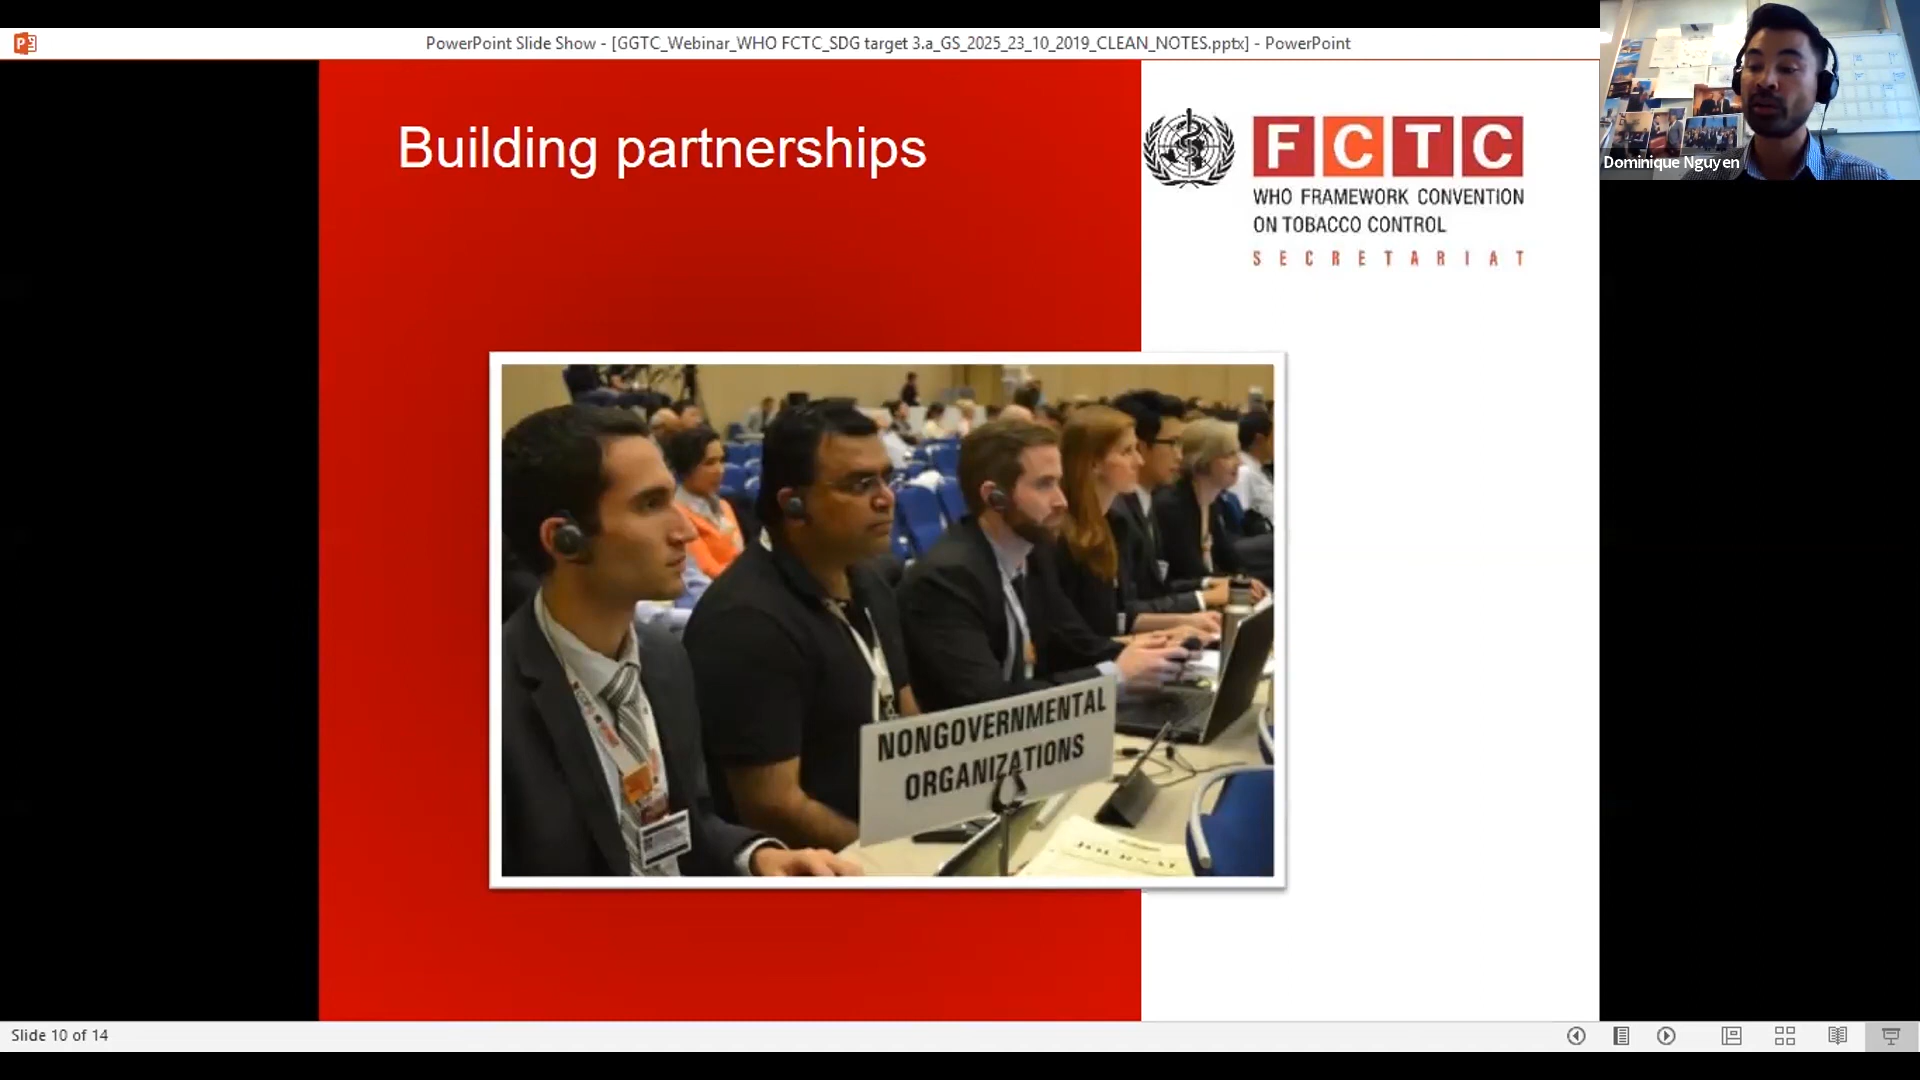 PowerPoint Slide Show - [GGTC_Webinar_WHO FCTC_SDG target 3.a_GS_2025_23_10_2019_CLEAN_NOTES.pptx] - PowerPoint
Building partnerships
FCTC
WHO FRAMEWORK CONVENTION
ON TOBACCO CONTROL
SECRETARIAT
Dominique Nguyen
NONGOVERNMENTAL
ORGANIZATIONS
JOURNAL
Slide 10 of 14